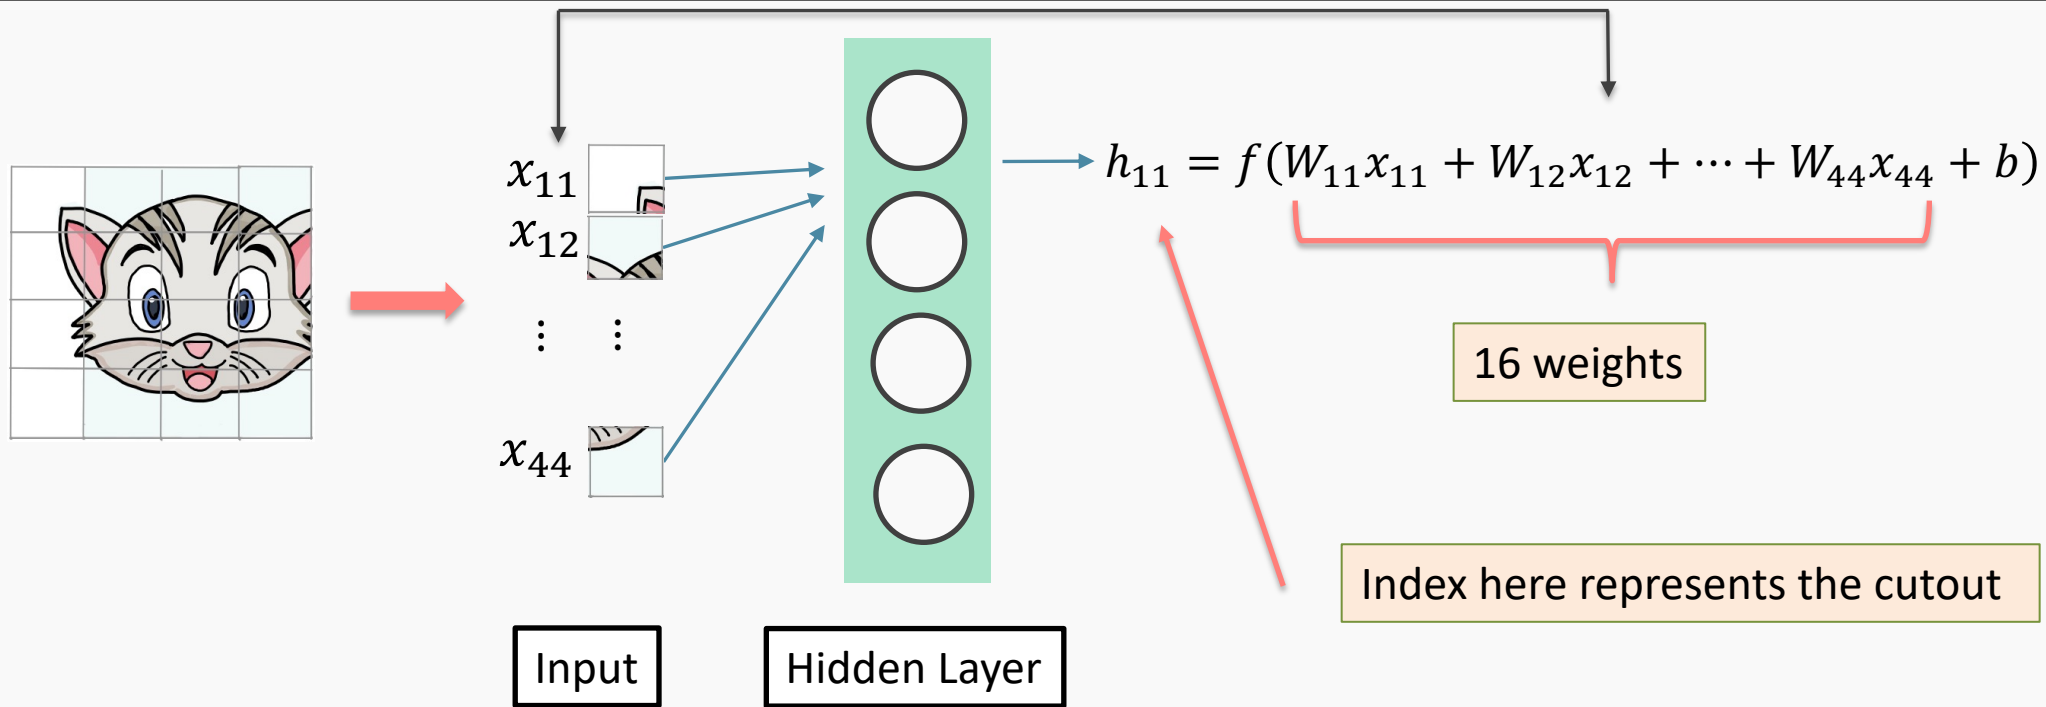 x₁₁
x₁₂
⋮ ⋮
x₄₄
h₁₁ = f(W₁₁x₁₁ + W₁₂x₁₂ + ⋯ + W₄₄x₄₄ + b)
16 weights
Index here represents the cutout
Input
Hidden Layer